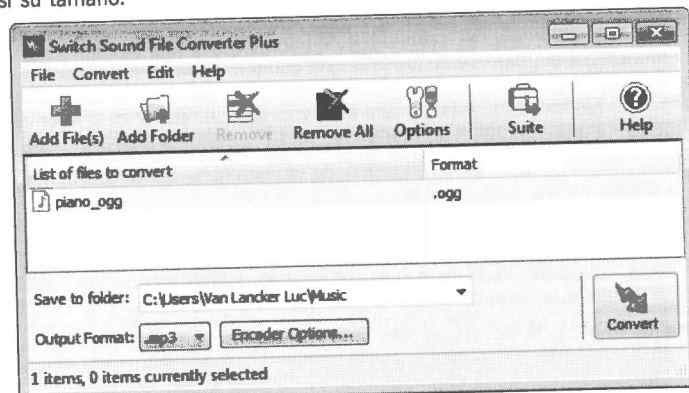 si su tamaño.
Switch Sound File Converter Plus
File Convert Edit Help
Add File(s) Add Folder Remove Remove All Options Suite Help
List of files to convert Format
piano_ogg .ogg
Save to folder: C:\Users\Van Lancker Luc\Music
Output Format: .mp3 Encoder Options... Convert
1 items, 0 items currently selected